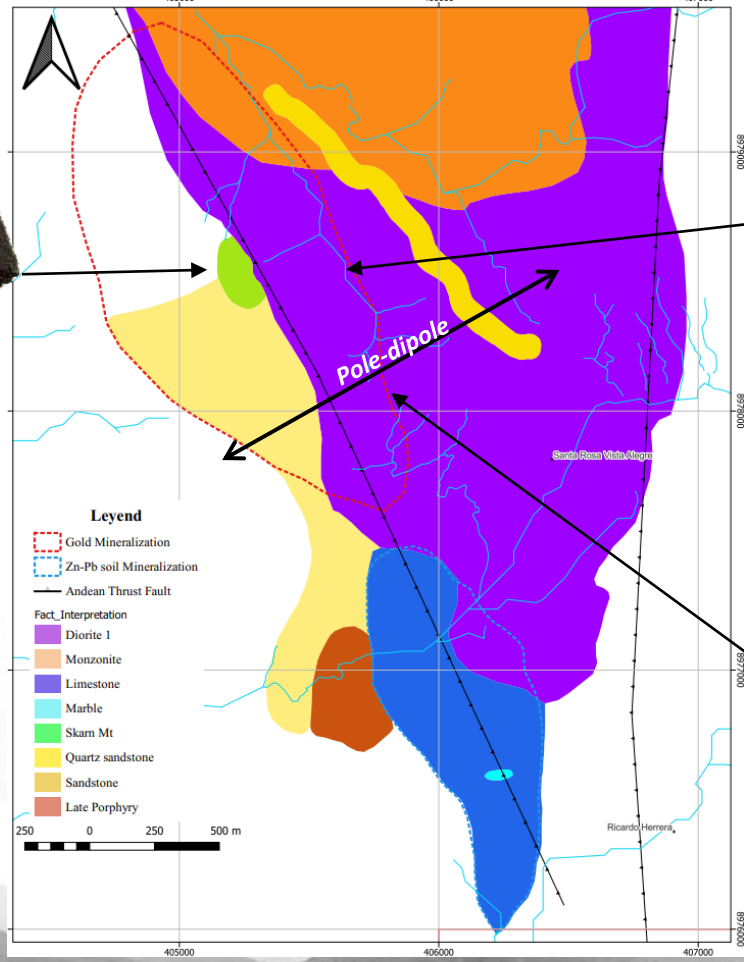 8979000
Pole-dipole
8978000
Santa Rosa Vista Alegre
Leyend
Gold Mineralization
Zn-Pb soil Mineralization
Andean Thrust Fault
Fact_Interpretation
Diorite 1
Monzonite
Limestone
Marble
Skarn Mt
Quartz sandstone
Sandstone
Late Porphyry
8977000
250 0 250 500 m
Ricardo Herrera
8976000
405000 406000 407000